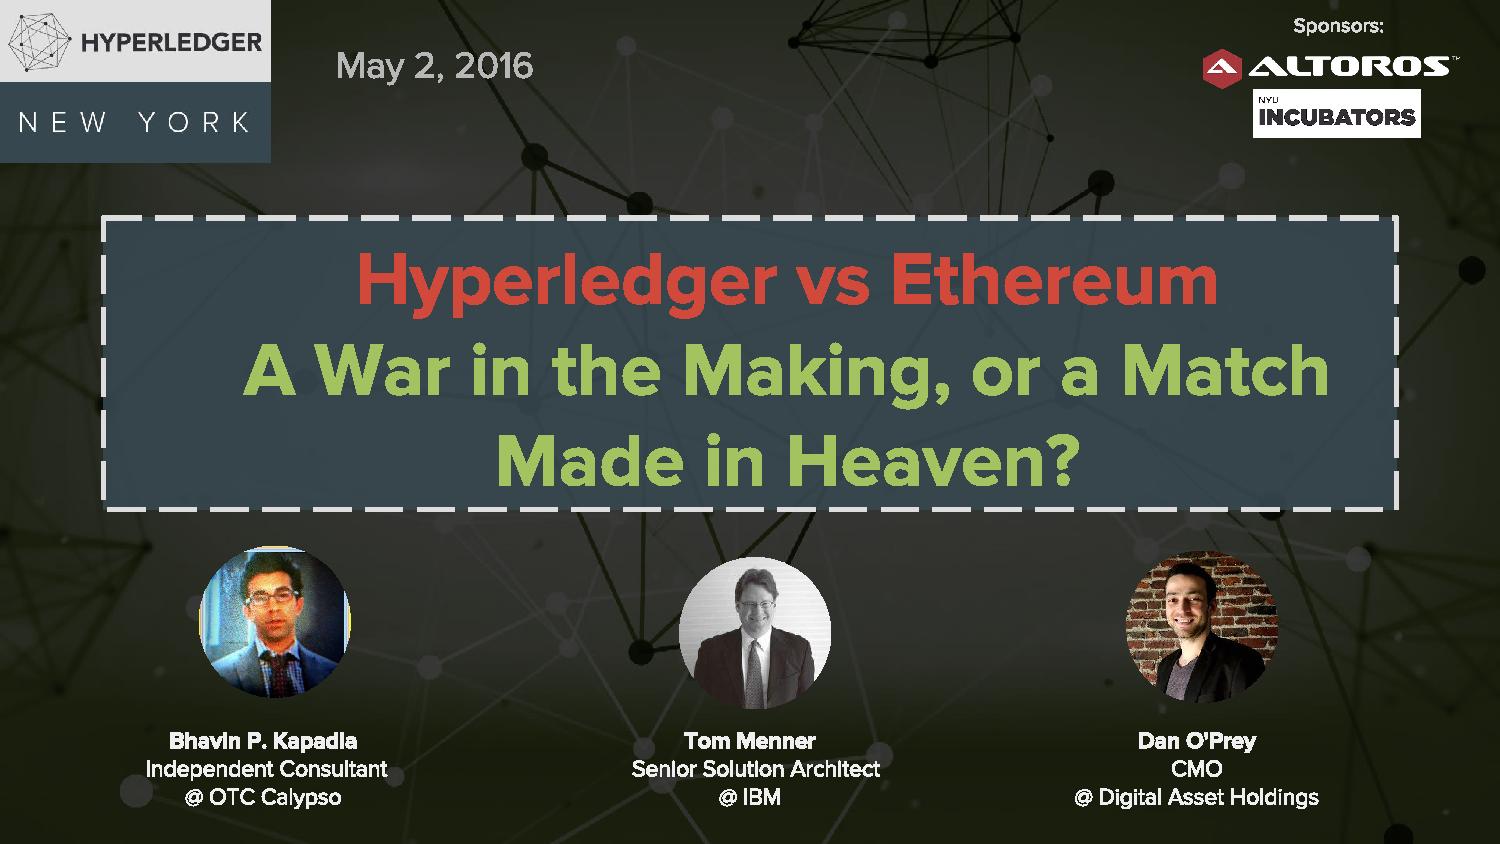 HYPERLEDGER
NEW YORK
May 2, 2016
Sponsors:
ALTOROS™
NYU
INCUBATORS
Hyperledger vs Ethereum
A War in the Making, or a Match
Made in Heaven?
Bhavin P. Kapadia
Independent Consultant
@ OTC Calypso
Tom Menner
Senior Solution Architect
@ IBM
Dan O'Prey
CMO
@ Digital Asset Holdings